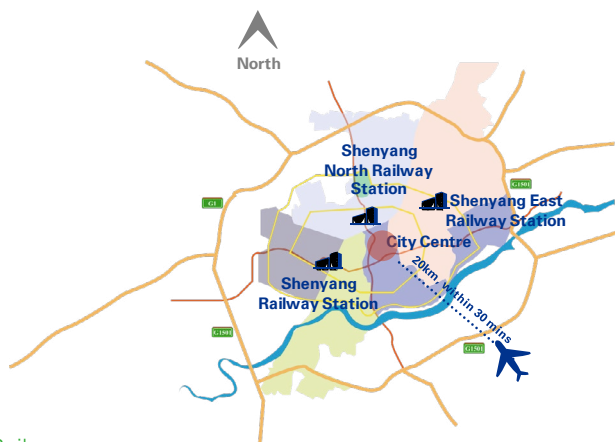 North
Shenyang
North Railway
Station
G1
G1501
Shenyang East
Railway Station
City Centre
20km, within 30 mins
Shenyang
Railway Station
G1501
G1501